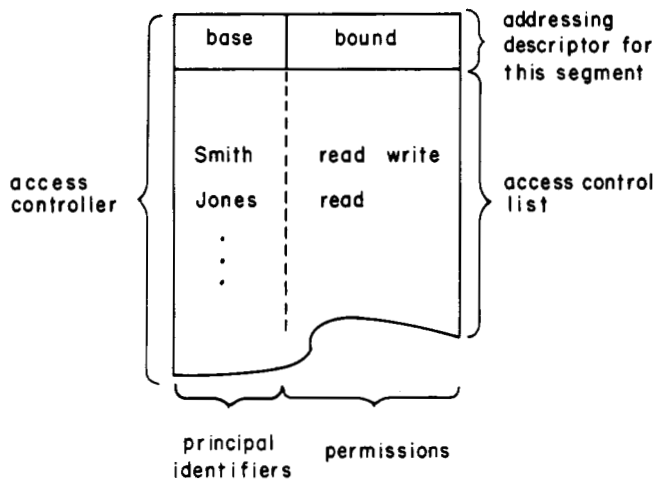 base bound
addressing
descriptor for
this segment
Smith read write
Jones read
access
controller
access control
list
principal
identifiers
permissions